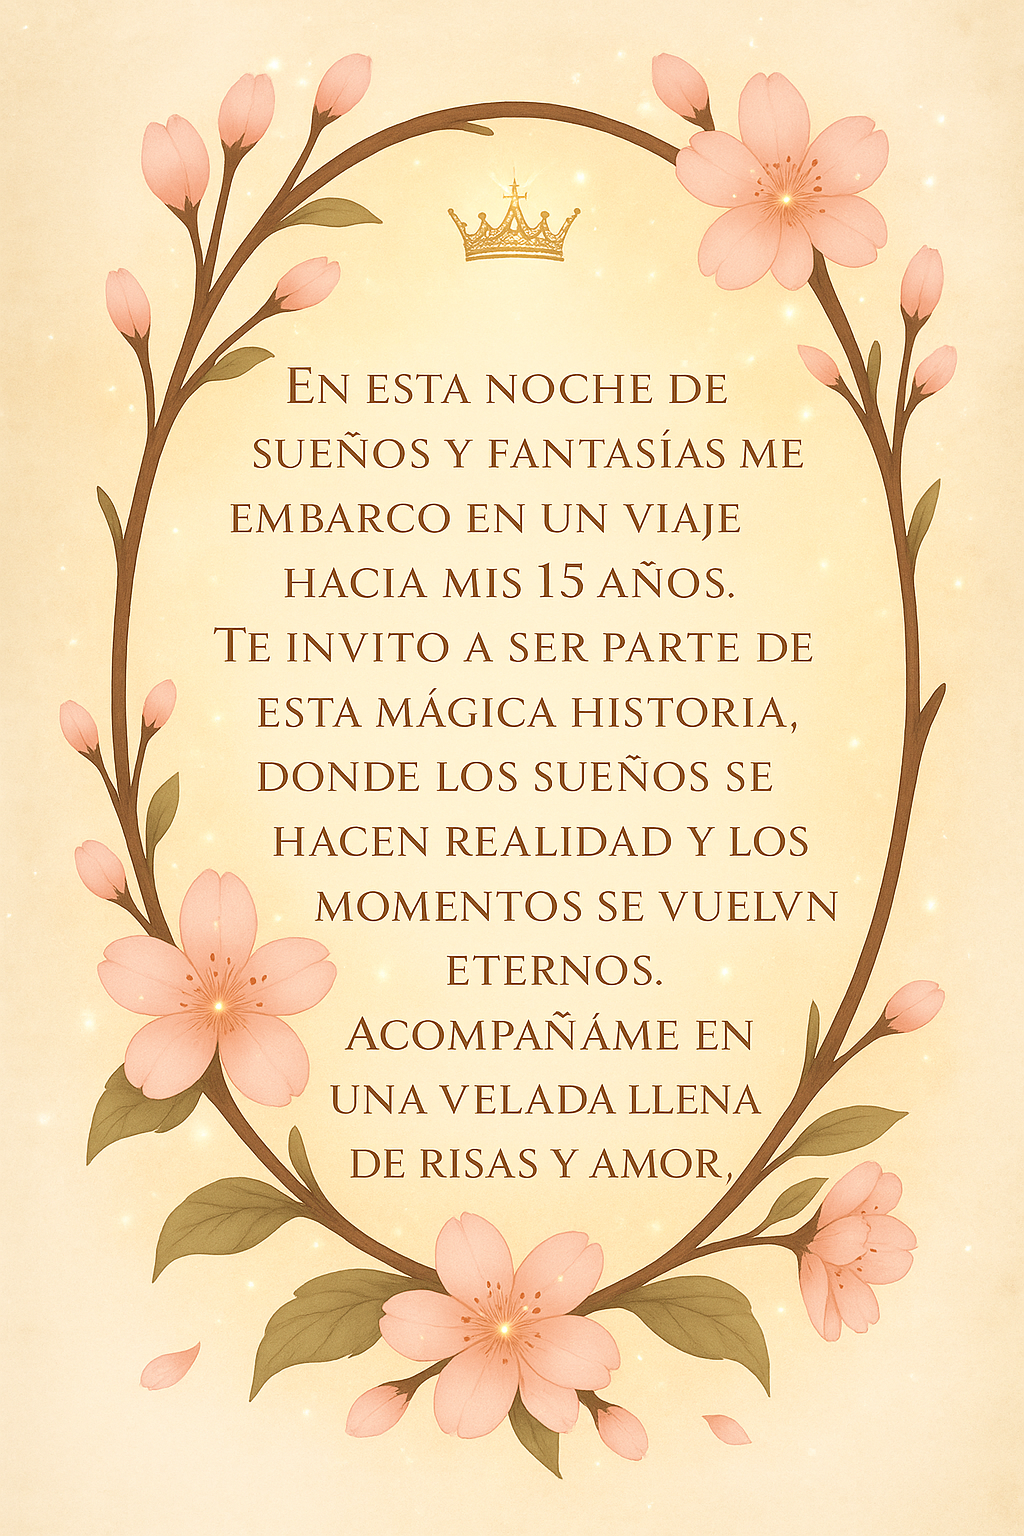 En esta noche de
sueños y fantasías me
embarco en un viaje
hacia mis 15 años.
Te invito a ser parte de
esta mágica historia,
donde los sueños se
hacen realidad y los
momentos se vuelvn
eternos.
Acompañáme en
una velada llena
de risas y amor,